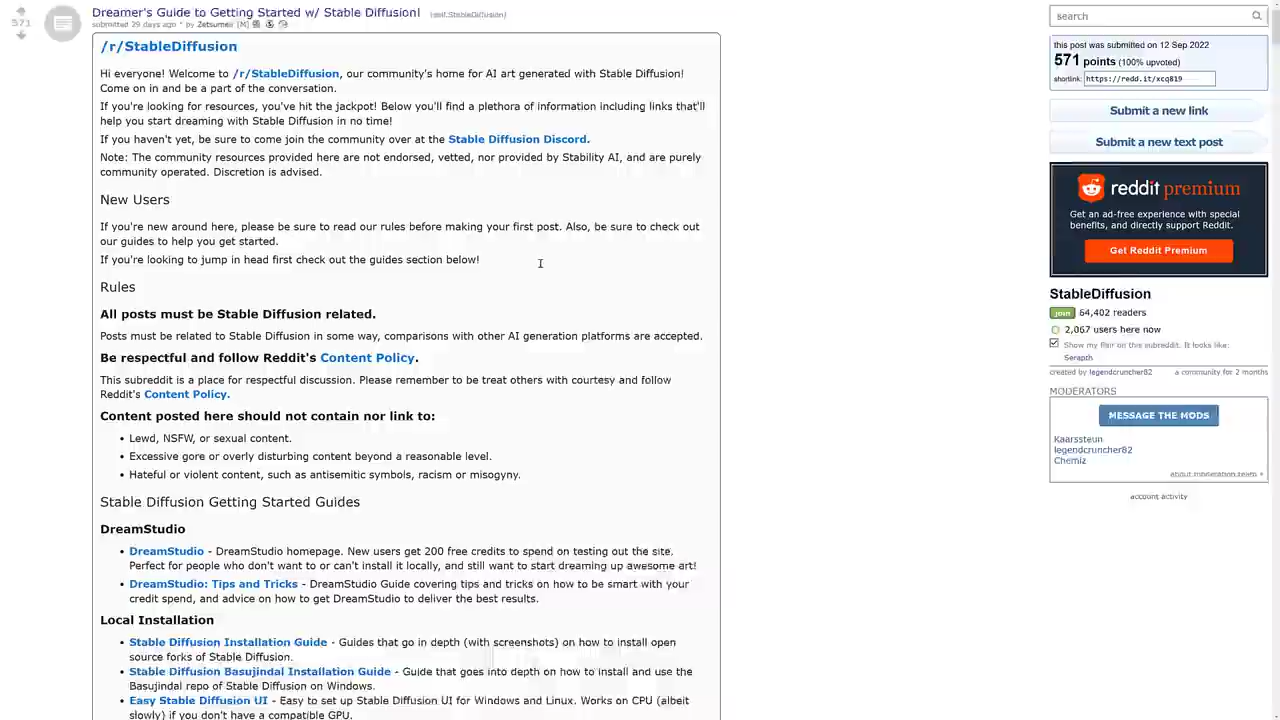 Dreamer's Guide to Getting Started w/ Stable Diffusion! (self.StableDiffusion)
571
submitted 29 days ago by Zetsumeii [M]
/r/StableDiffusion
Hi everyone! Welcome to /r/StableDiffusion, our community's home for AI art generated with Stable Diffusion!
Come on in and be a part of the conversation.
If you're looking for resources, you've hit the jackpot! Below you'll find a plethora of information including links that'll
help you start dreaming with Stable Diffusion in no time!
If you haven't yet, be sure to come join the community over at the Stable Diffusion Discord.
Note: The community resources provided here are not endorsed, vetted, nor provided by Stability AI, and are purely
community operated. Discretion is advised.
New Users
If you're new around here, please be sure to read our rules before making your first post. Also, be sure to check out
our guides to help you get started.
If you're looking to jump in head first check out the guides section below!
Rules
All posts must be Stable Diffusion related.
Posts must be related to Stable Diffusion in some way, comparisons with other AI generation platforms are accepted.
Be respectful and follow Reddit's Content Policy.
This subreddit is a place for respectful discussion. Please remember to be treat others with courtesy and follow
Reddit's Content Policy.
Content posted here should not contain nor link to:
• Lewd, NSFW, or sexual content.
• Excessive gore or overly disturbing content beyond a reasonable level.
• Hateful or violent content, such as antisemitic symbols, racism or misogyny.
Stable Diffusion Getting Started Guides
DreamStudio
• DreamStudio - DreamStudio homepage. New users get 200 free credits to spend on testing out the site.
Perfect for people who don't want to or can't install it locally, and still want to start dreaming up awesome art!
• DreamStudio: Tips and Tricks - DreamStudio Guide covering tips and tricks on how to be smart with your
credit spend, and advice on how to get DreamStudio to deliver the best results.
Local Installation
• Stable Diffusion Installation Guide - Guides that go in depth (with screenshots) on how to install open
source forks of Stable Diffusion.
• Stable Diffusion Basujindal Installation Guide - Guide that goes into depth on how to install and use the
Basujindal repo of Stable Diffusion on Windows.
• Easy Stable Diffusion UI - Easy to set up Stable Diffusion UI for Windows and Linux. Works on CPU (albeit
slowly) if you don't have a compatible GPU.
search
this post was submitted on 12 Sep 2022
571 points (100% upvoted)
shortlink: https://redd.it/xcq819
Submit a new link
Submit a new text post
reddit premium
Get an ad-free experience with special
benefits, and directly support Reddit.
Get Reddit Premium
StableDiffusion
join 64,402 readers
2,067 users here now
Show my flair on this subreddit. It looks like:
Serapth
created by legendcruncher82 a community for 2 months
MODERATORS
MESSAGE THE MODS
Kaarssteun
legendcruncher82
Chemiz
about moderation team »
account activity